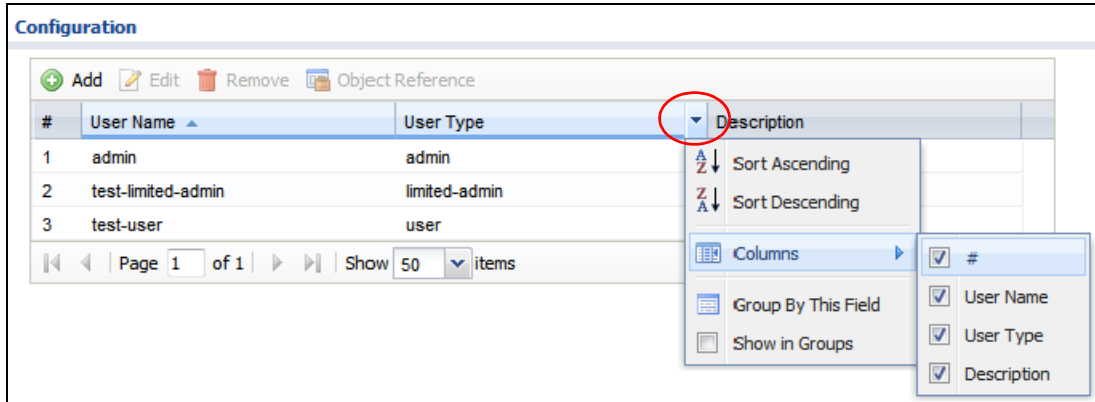 Configuration
Add Edit Remove Object Reference
# User Name User Type Description
1 admin admin
2 test-limited-admin limited-admin
3 test-user user
Page 1 of 1 Show 50 items
A Z Sort Ascending
Z A Sort Descending
Columns
Group By This Field
Show in Groups
#
User Name
User Type
Description